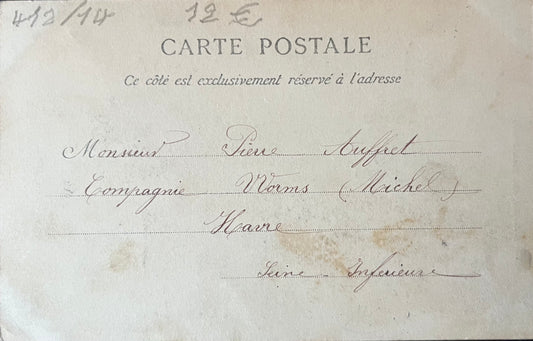 412/14 12 €
CARTE POSTALE
Ce côté est exclusivement réservé à l'adresse
Monsieur Pierre Auffret
Compagnie Worms (Michel)
Havre
Seine - Inferieure